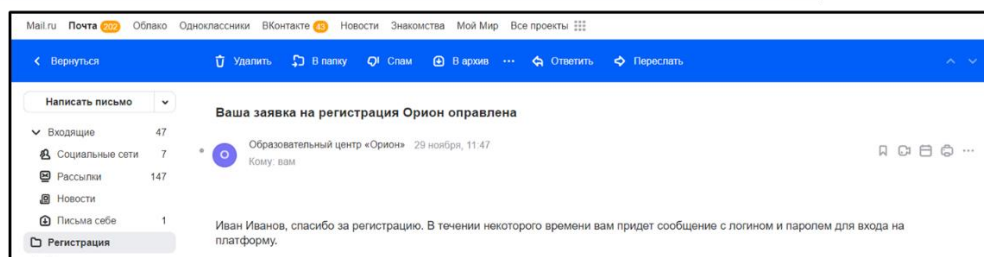 Mail.ru Почта 202 Облако Одноклассники ВКонтакте 43 Новости Знакомства Мой Мир Все проекты
Вернуться Удалить В папку Спам В архив ··· Ответить Переслать
Написать письмо
Ваша заявка на регистрация Орион оправлена
Входящие 47
Образовательный центр «Орион» 29 ноября, 11:47
Социальные сети 7
О
Кому: вам
Рассылки 147
Новости
Письма себе 1
Иван Иванов, спасибо за регистрацию. В течении некоторого времени вам придет сообщение с логином и паролем для входа на
платформу.
Регистрация